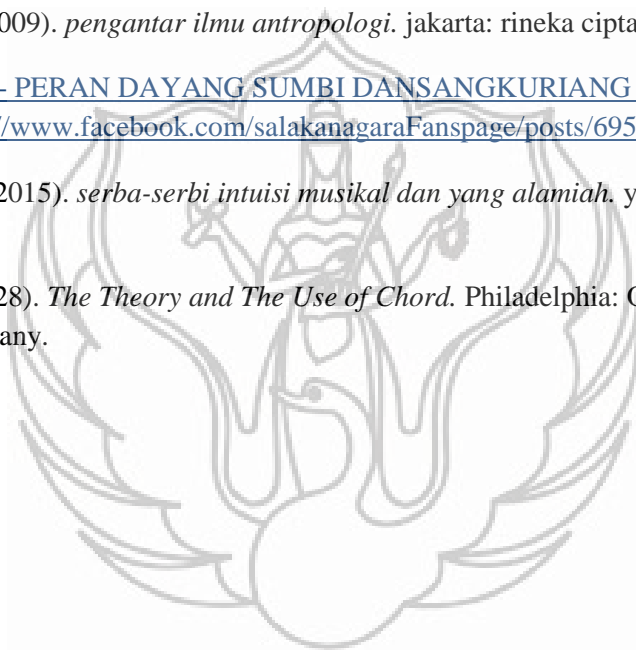 009). pengantar ilmu antropologi. jakarta: rineka cipta
- PERAN DAYANG SUMBI DANSANGKURIANG
//www.facebook.com/salakanagaraFanspage/posts/695
2015). serba-serbi intuisi musikal dan yang alamiah. y
28). The Theory and The Use of Chord. Philadelphia: O
any.